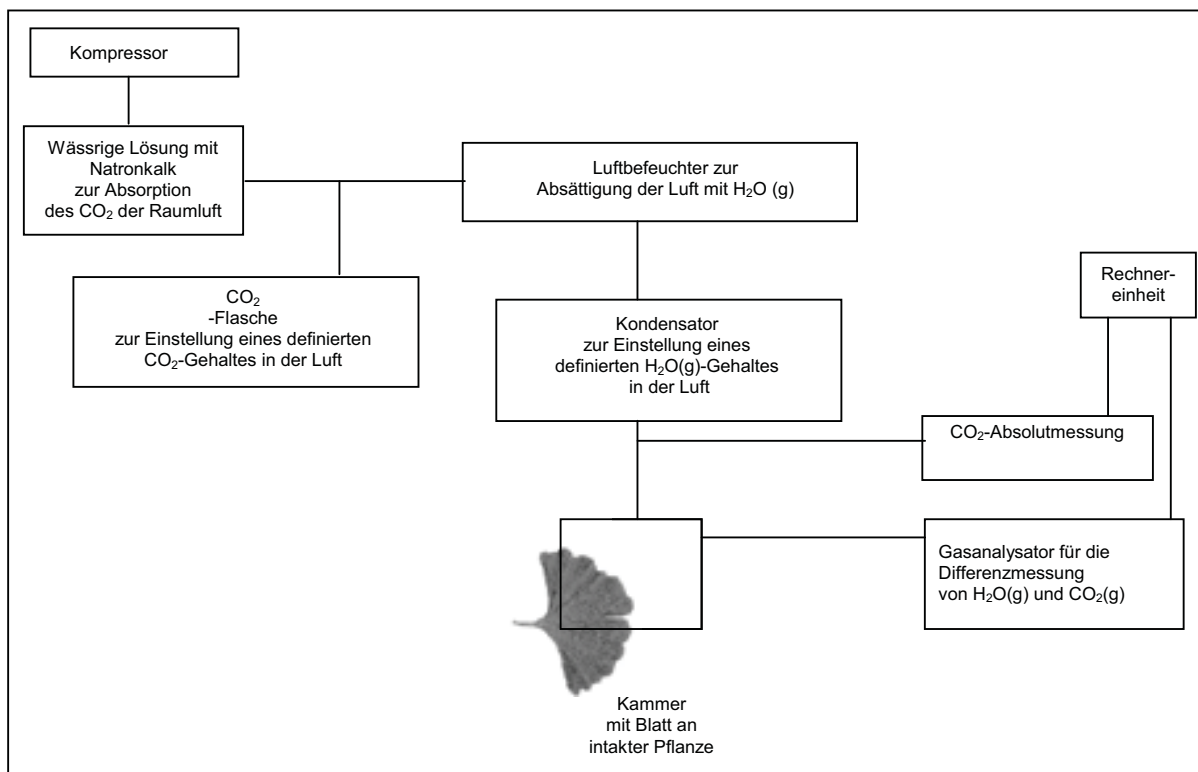 Kompressor
Wässrige Lösung mit
Natronkalk
zur Absorption
des CO₂ der Raumluft
Luftbefeuchter zur
Absättigung der Luft mit H₂O (g)
CO₂
-Flasche
zur Einstellung eines definierten
CO₂-Gehaltes in der Luft
Kondensator
zur Einstellung eines
definierten H₂O(g)-Gehaltes
in der Luft
Rechner-
einheit
CO₂-Absolutmessung
Gasanalysator für die
Differenzmessung
von H₂O(g) und CO₂(g)
Kammer
mit Blatt an
intakter Pflanze